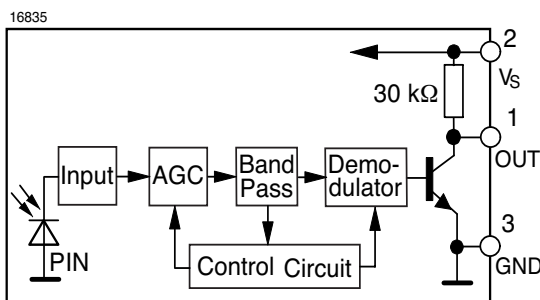 16835
2
VS
30 kΩ
1
OUT
Input
AGC
Band
Pass
Demo-
dulator
3
GND
PIN
Control Circuit